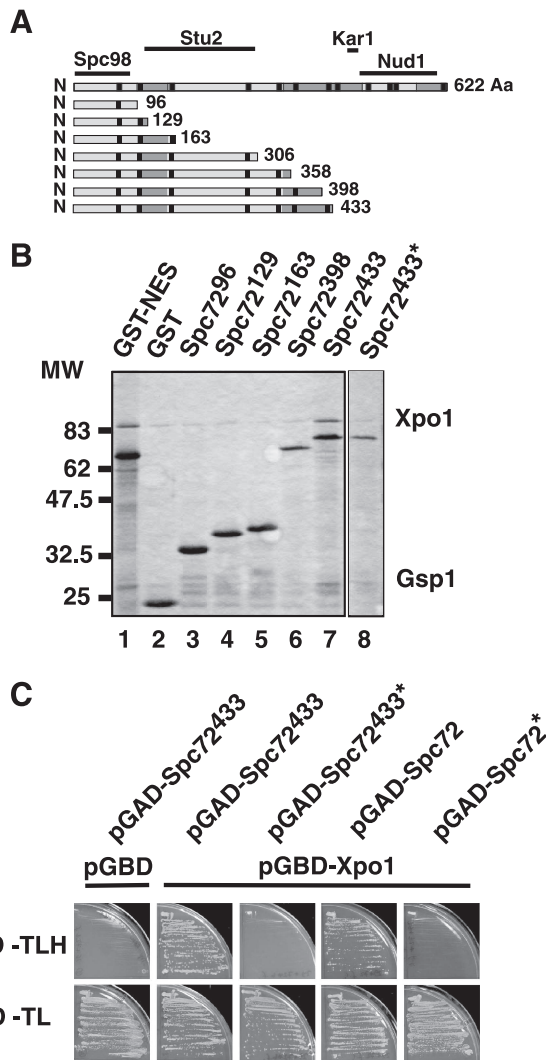 A
Stu2
Kar1
Spc98
Nud1
N 622 Aa
N 96
N 129
N 163
N 306
N 358
N 398
N 433
B
GST-NES
GST
Spc7296
Spc72129
Spc72163
Spc72398
Spc72433
Spc72433*
MW
83
62
47.5
32.5
25
Xpo1
Gsp1
1 2 3 4 5 6 7 8
C
pGAD-Spc72433
pGAD-Spc72433
pGAD-Spc72433*
pGAD-Spc72
pGAD-Spc72*
pGBD
pGBD-Xpo1
-TLH
-TL